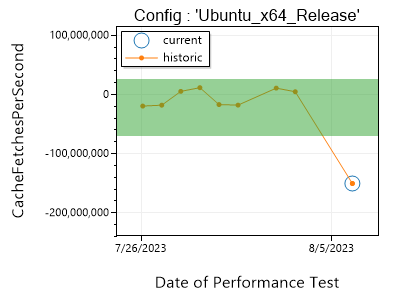 Config : 'Ubuntu_x64_Release'
current
historic
CacheFetchesPerSecond
100,000,000
0
-100,000,000
-200,000,000
7/26/2023
8/5/2023
Date of Performance Test